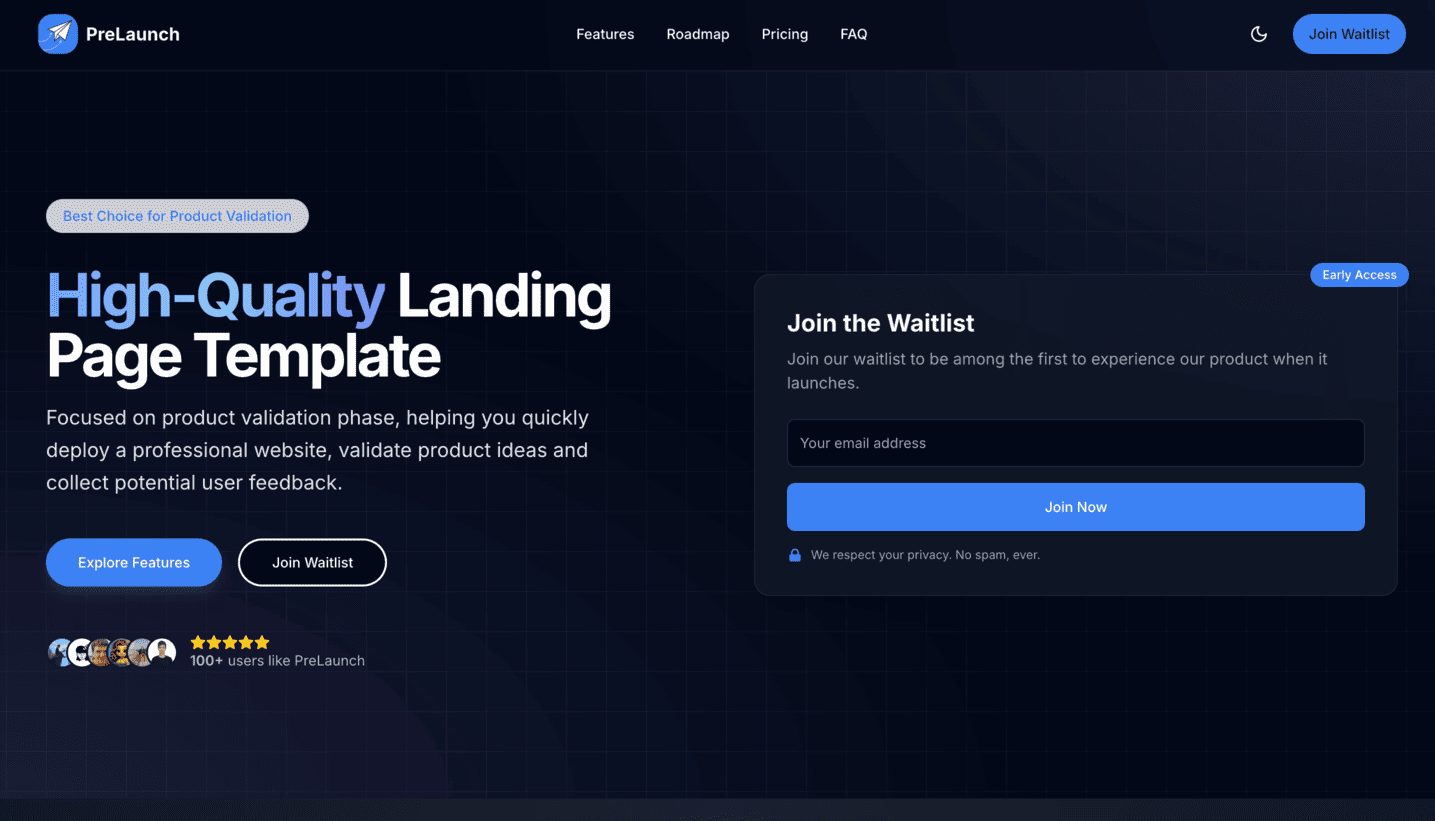 PreLaunch
Features
Roadmap
Pricing
FAQ
Join Waitlist
Best Choice for Product Validation
High-Quality Landing
Page Template
Focused on product validation phase, helping you quickly
deploy a professional website, validate product ideas and
collect potential user feedback.
Explore Features
Join Waitlist
100+ users like PreLaunch
Early Access
Join the Waitlist
Join our waitlist to be among the first to experience our product when it
launches.
Your email address
Join Now
We respect your privacy. No spam, ever.